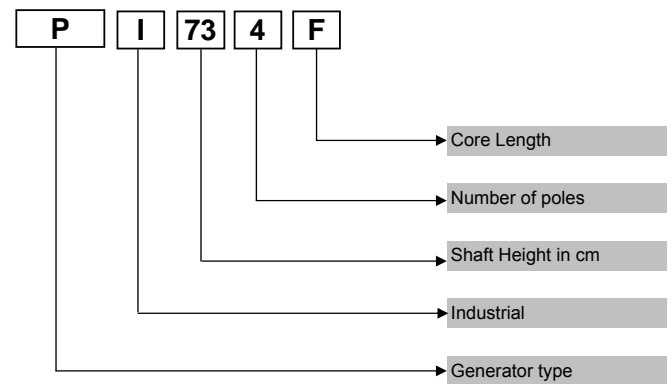 P I 73 4 F
Core Length
Number of poles
Shaft Height in cm
Industrial
Generator type